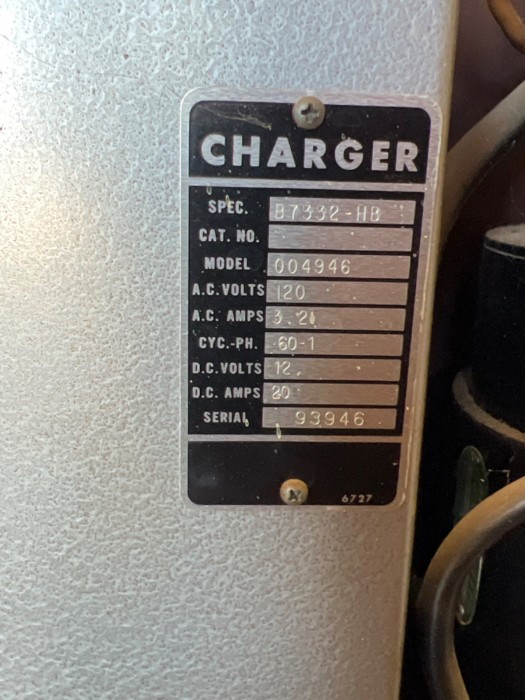 CHARGER
SPEC. B7332-HB
CAT. NO.
MODEL 004946
A.C. VOLTS 120
A.C. AMPS 3.2
CYC.-PH. 60-1
D.C. VOLTS 12
D.C. AMPS 20
SERIAL 93946
6727